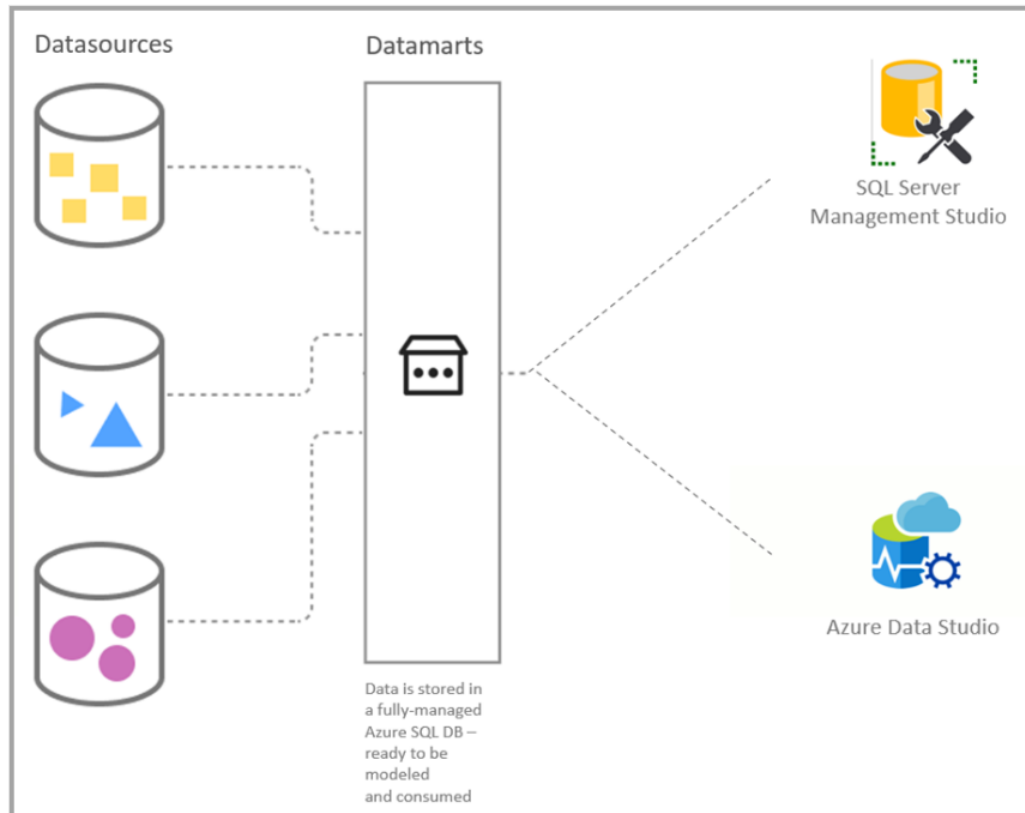 Datasources
Datamarts
SQL Server
Management Studio
Azure Data Studio
Data is stored in
a fully-managed
Azure SQL DB –
ready to be
modeled
and consumed